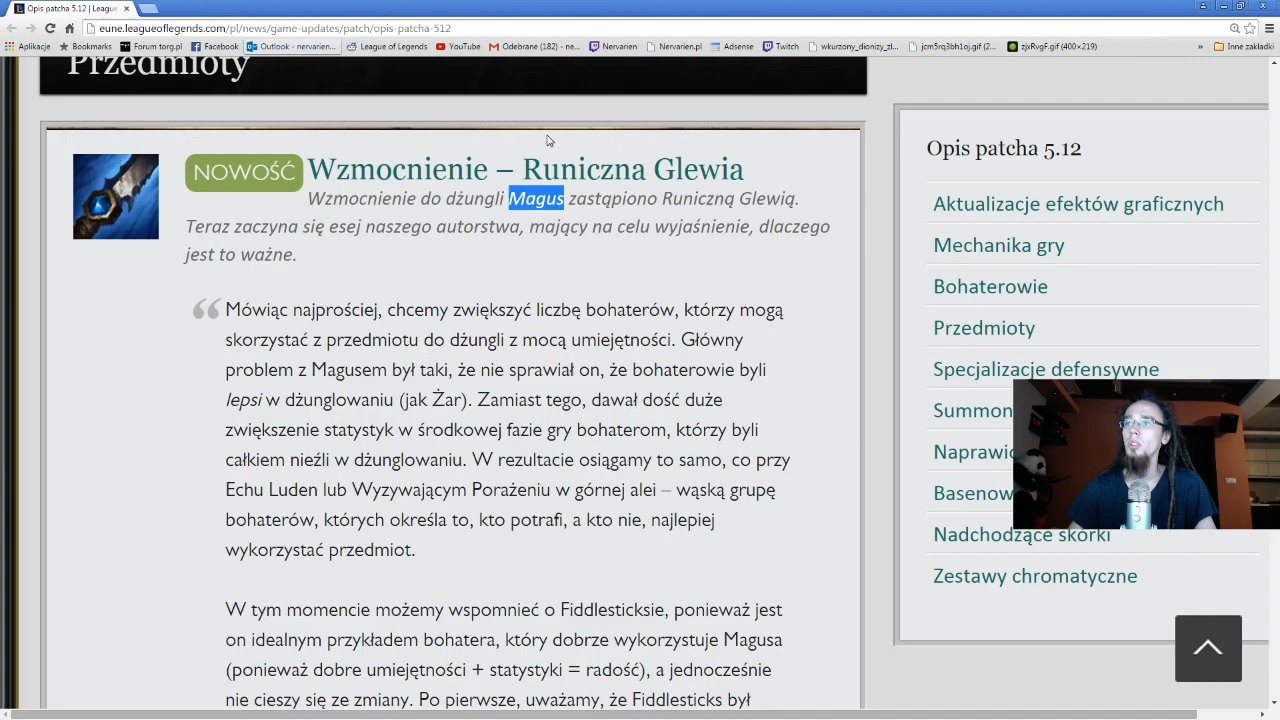 Opis patcha 5.12 | League
eune.leagueoflegends.com/pl/news/game-updates/patch/opis-patcha-512
Aplikacje
Bookmarks
Forum torg.pl
Facebook
Outlook - nervarien...
League of Legends
YouTube
Odebrane (182) - ne...
Nervarien
Nervarien.pl
Adsense
Twitch
wkurzony_dionizy_zl...
jcm5rq3bh1oj.gif (2...
zjxRvgF.gif (400×219)
»
Inne zakładki
Przedmioty
NOWOŚĆ Wzmocnienie – Runiczna Glewia
Wzmocnienie do dżungli Magus zastąpiono Runiczną Glewią.
Teraz zaczyna się esej naszego autorstwa, mający na celu wyjaśnienie, dlaczego
jest to ważne.
Mówiąc najprościej, chcemy zwiększyć liczbę bohaterów, którzy mogą
skorzystać z przedmiotu do dżungli z mocą umiejętności. Główny
problem z Magusem był taki, że nie sprawiał on, że bohaterowie byli
lepsi w dżunglowaniu (jak Żar). Zamiast tego, dawał dość duże
zwiększenie statystyk w środkowej fazie gry bohaterom, którzy byli
całkiem nieźli w dżunglowaniu. W rezultacie osiągamy to samo, co przy
Echu Luden lub Wyzywającym Porażeniu w górnej alei – wąską grupę
bohaterów, których określa to, kto potrafi, a kto nie, najlepiej
wykorzystać przedmiot.
W tym momencie możemy wspomnieć o Fiddlesticksie, ponieważ jest
on idealnym przykładem bohatera, który dobrze wykorzystuje Magusa
(ponieważ dobre umiejętności + statystyki = radość), a jednocześnie
nie cieszy się ze zmiany. Po pierwsze, uważamy, że Fiddlesticks był
Opis patcha 5.12
Aktualizacje efektów graficznych
Mechanika gry
Bohaterowie
Przedmioty
Specjalizacje defensywne
Summon
Naprawio
Basenow
Nadchodzące skórki
Zestawy chromatyczne